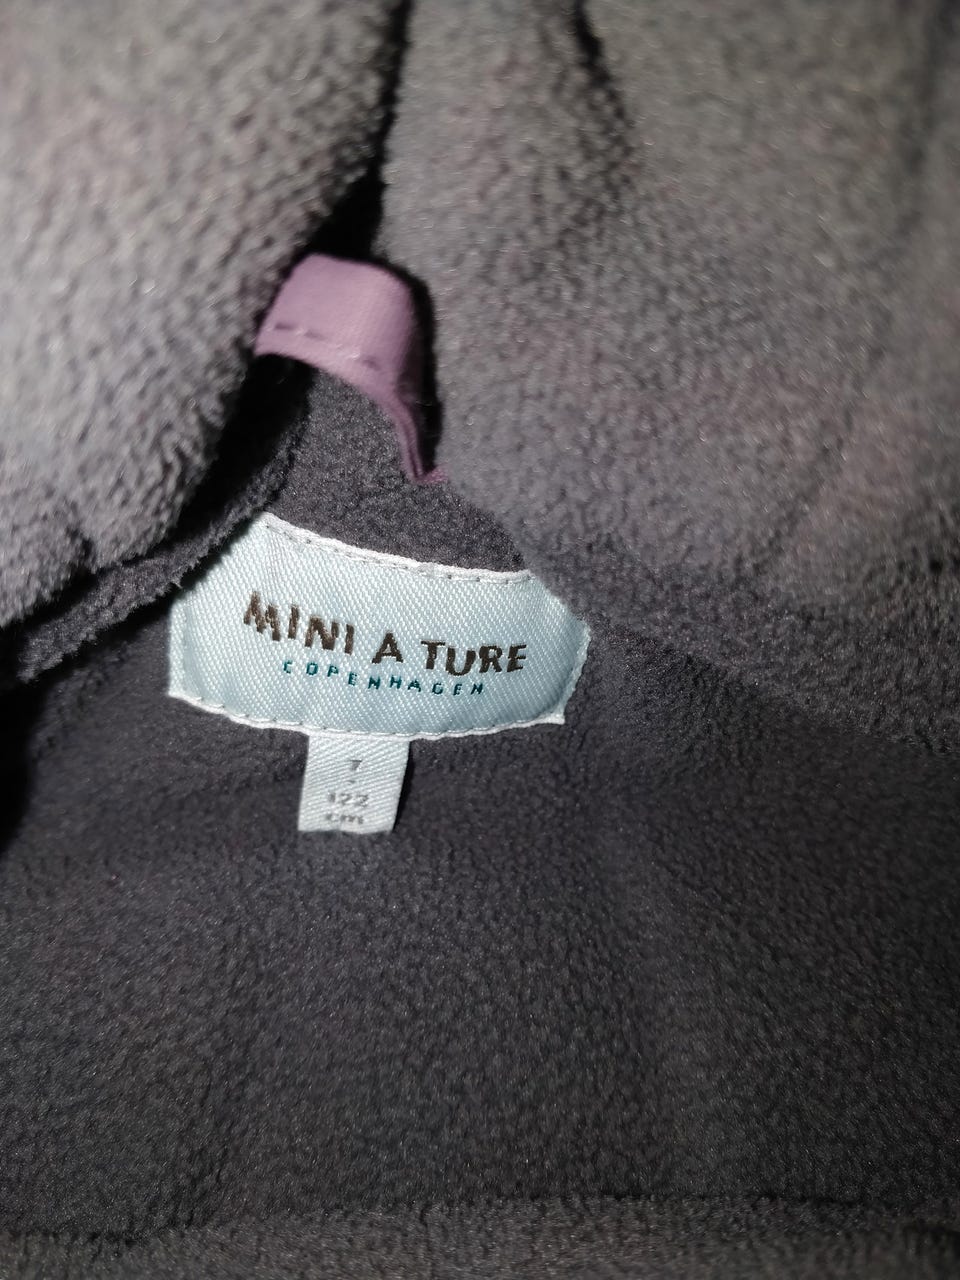 MINI A TURE
COPENHAGEN
7
-
122
cm